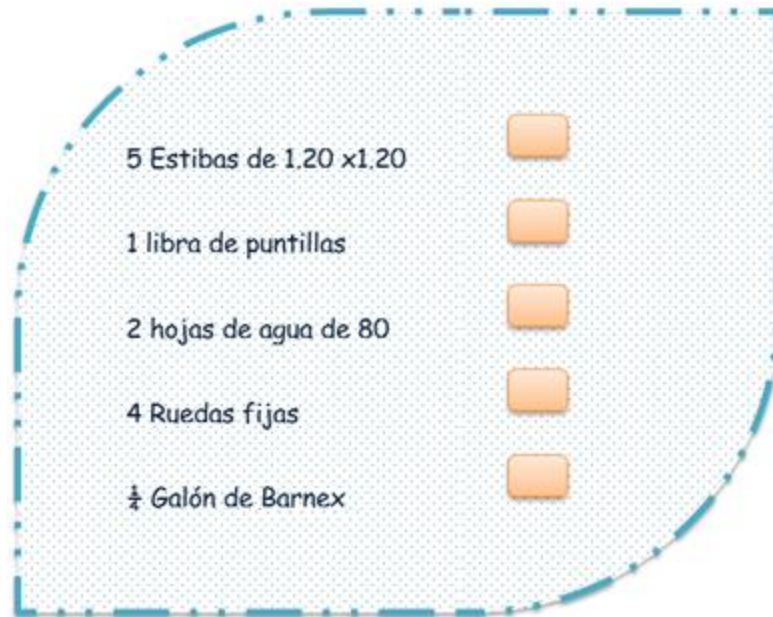 5 Estibas de 1.20 x1.20
1 libra de puntillas
2 hojas de agua de 80
4 Ruedas fijas
¼ Galón de Barnex